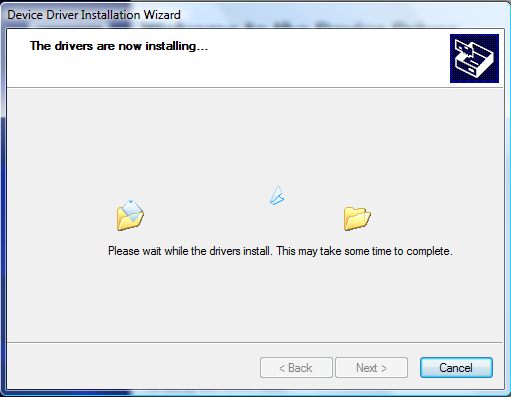 Device Driver Installation Wizard
The drivers are now installing...
Please wait while the drivers install. This may take some time to complete.
< Back
Next >
Cancel